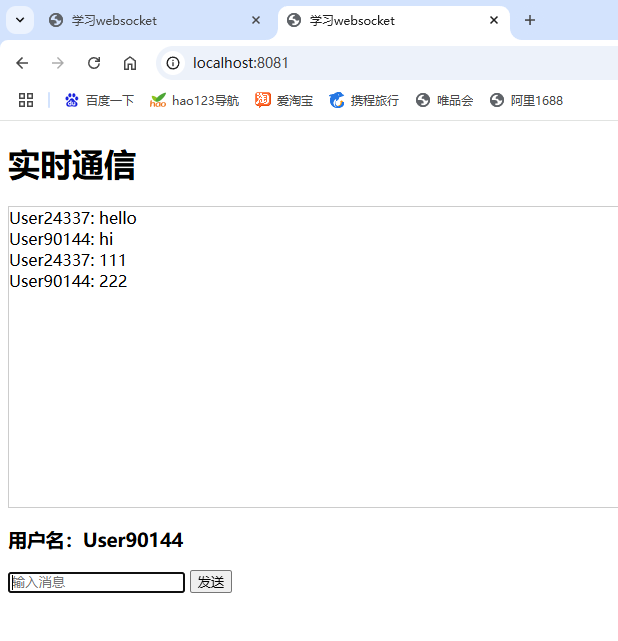 学习websocket
学习websocket
localhost:8081
百度一下 hao123导航 爱淘宝 携程旅行 唯品会 阿里1688
实时通信
User24337: hello
User90144: hi
User24337: 111
User90144: 222
用户名：User90144
输入消息 发送